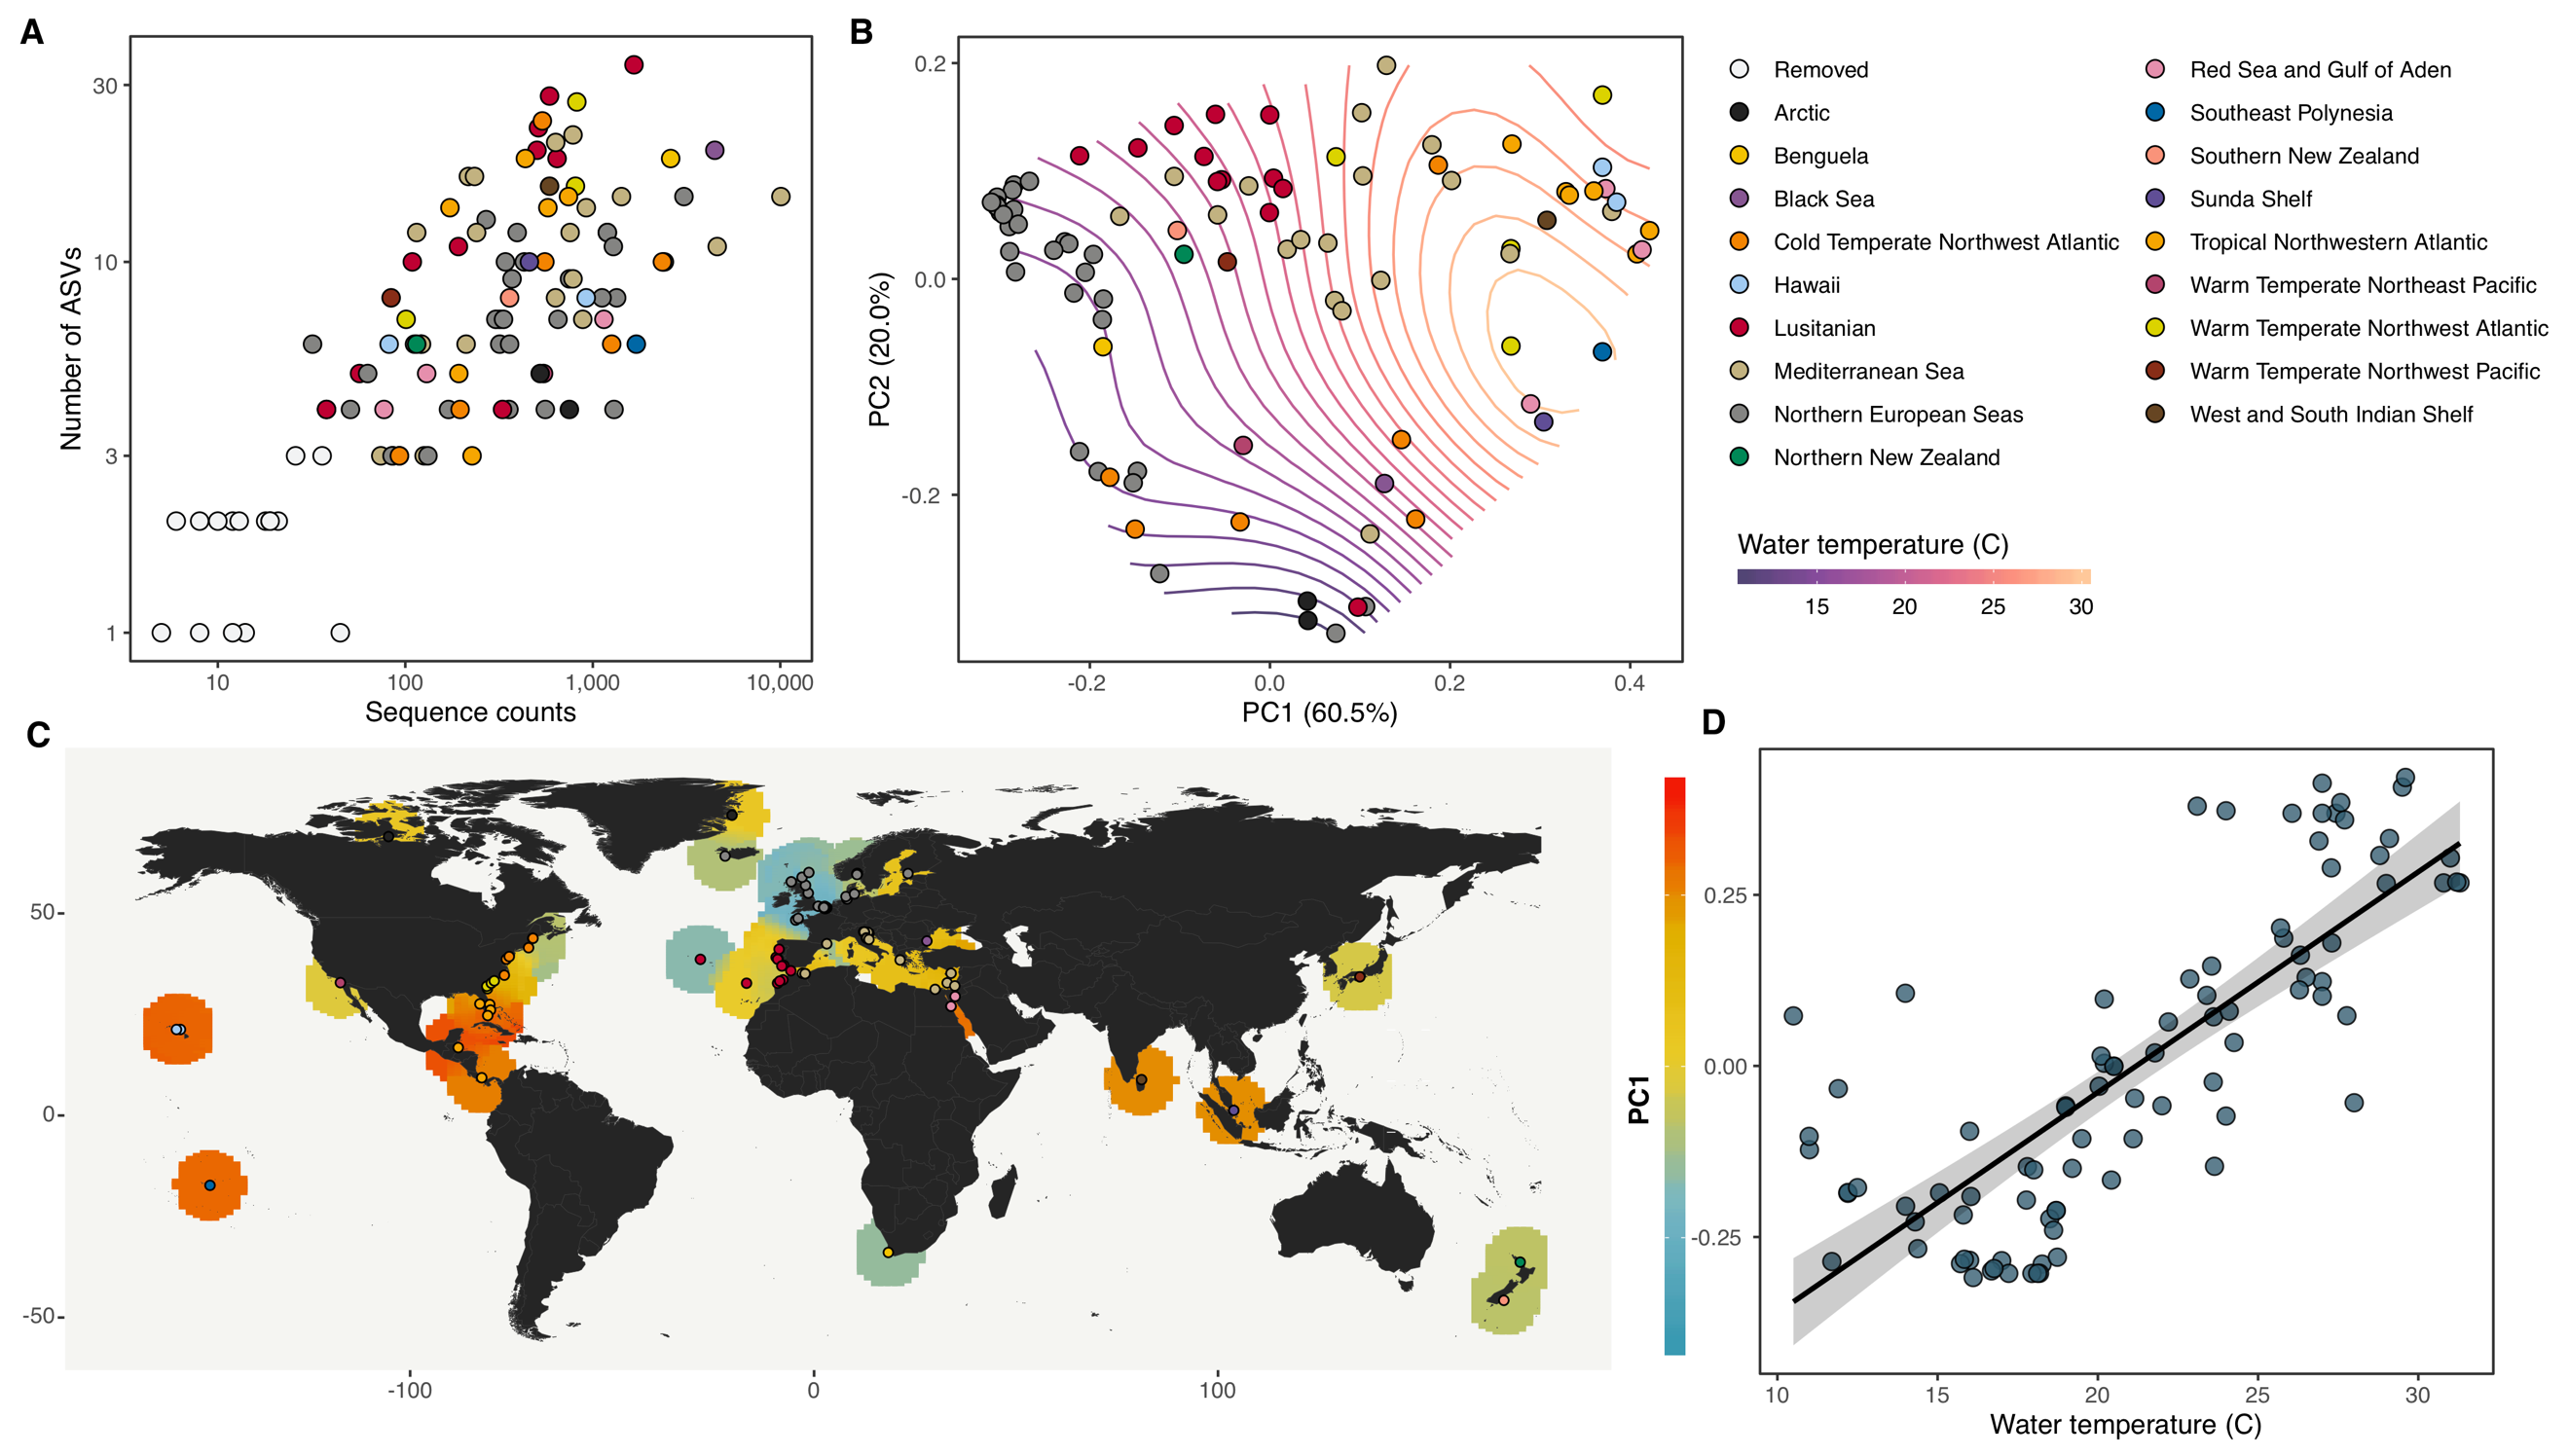 A
30
10
3
1
Number of ASVs
10
100
1,000
10,000
Sequence counts
B
0.2
0.0
-0.2
PC2 (20.0%)
-0.2
0.0
0.2
0.4
PC1 (60.5%)
Removed
Arctic
Benguela
Black Sea
Cold Temperate Northwest Atlantic
Hawaii
Lusitanian
Mediterranean Sea
Northern European Seas
Northern New Zealand
Red Sea and Gulf of Aden
Southeast Polynesia
Southern New Zealand
Sunda Shelf
Tropical Northwestern Atlantic
Warm Temperate Northeast Pacific
Warm Temperate Northwest Atlantic
Warm Temperate Northwest Pacific
West and South Indian Shelf
Water temperature (C)
15
20
25
30
C
50
0
-50
-100
0
100
D
PC1
0.25
0.00
-0.25
10
15
20
25
30
Water temperature (C)